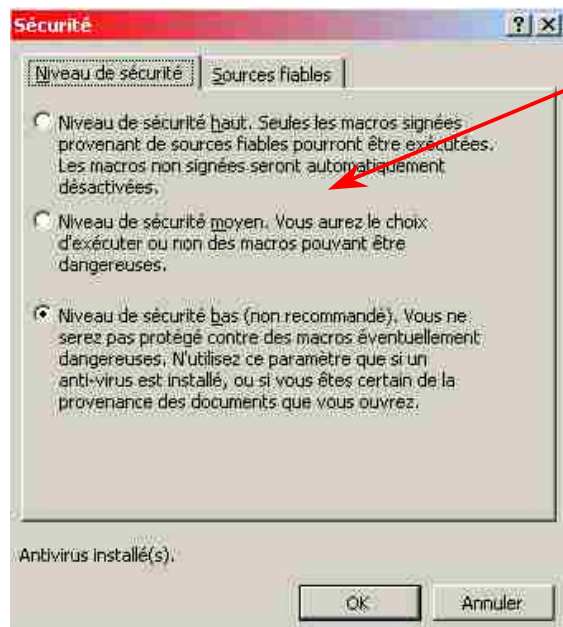 Sécurité
Niveau de sécurité
Sources fiables
Niveau de sécurité haut. Seules les macros signées
provenant de sources fiables pourront être exécutées.
Les macros non signées seront automatiquement
désactivées.
Niveau de sécurité moyen. Vous aurez le choix
d'exécuter ou non des macros pouvant être
dangereuses.
Niveau de sécurité bas (non recommandé). Vous ne
serez pas protégé contre des macros éventuellement
dangereuses. N'utilisez ce paramètre que si un
anti-virus est installé, ou si vous êtes certain de la
provenance des documents que vous ouvrez.
Antivirus installé(s).
OK
Annuler